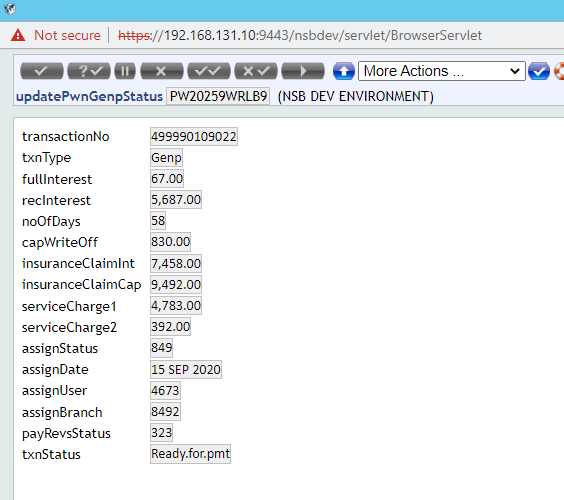 Not secure | https://192.168.131.10:9443/nsbdev/servlet/BrowserServlet
More Actions ...
updatePwnGenpStatus PW20259WRLB9 (NSB DEV ENVIRONMENT)
transactionNo 499990109022
txnType Genp
fullInterest 67.00
recInterest 5,687.00
noOfDays 58
capWriteOff 830.00
insuranceClaimInt 7,458.00
insuranceClaimCap 9,492.00
serviceCharge1 4,783.00
serviceCharge2 392.00
assignStatus 849
assignDate 15 SEP 2020
assignUser 4673
assignBranch 8492
payRevsStatus 323
txnStatus Ready.for.pmt